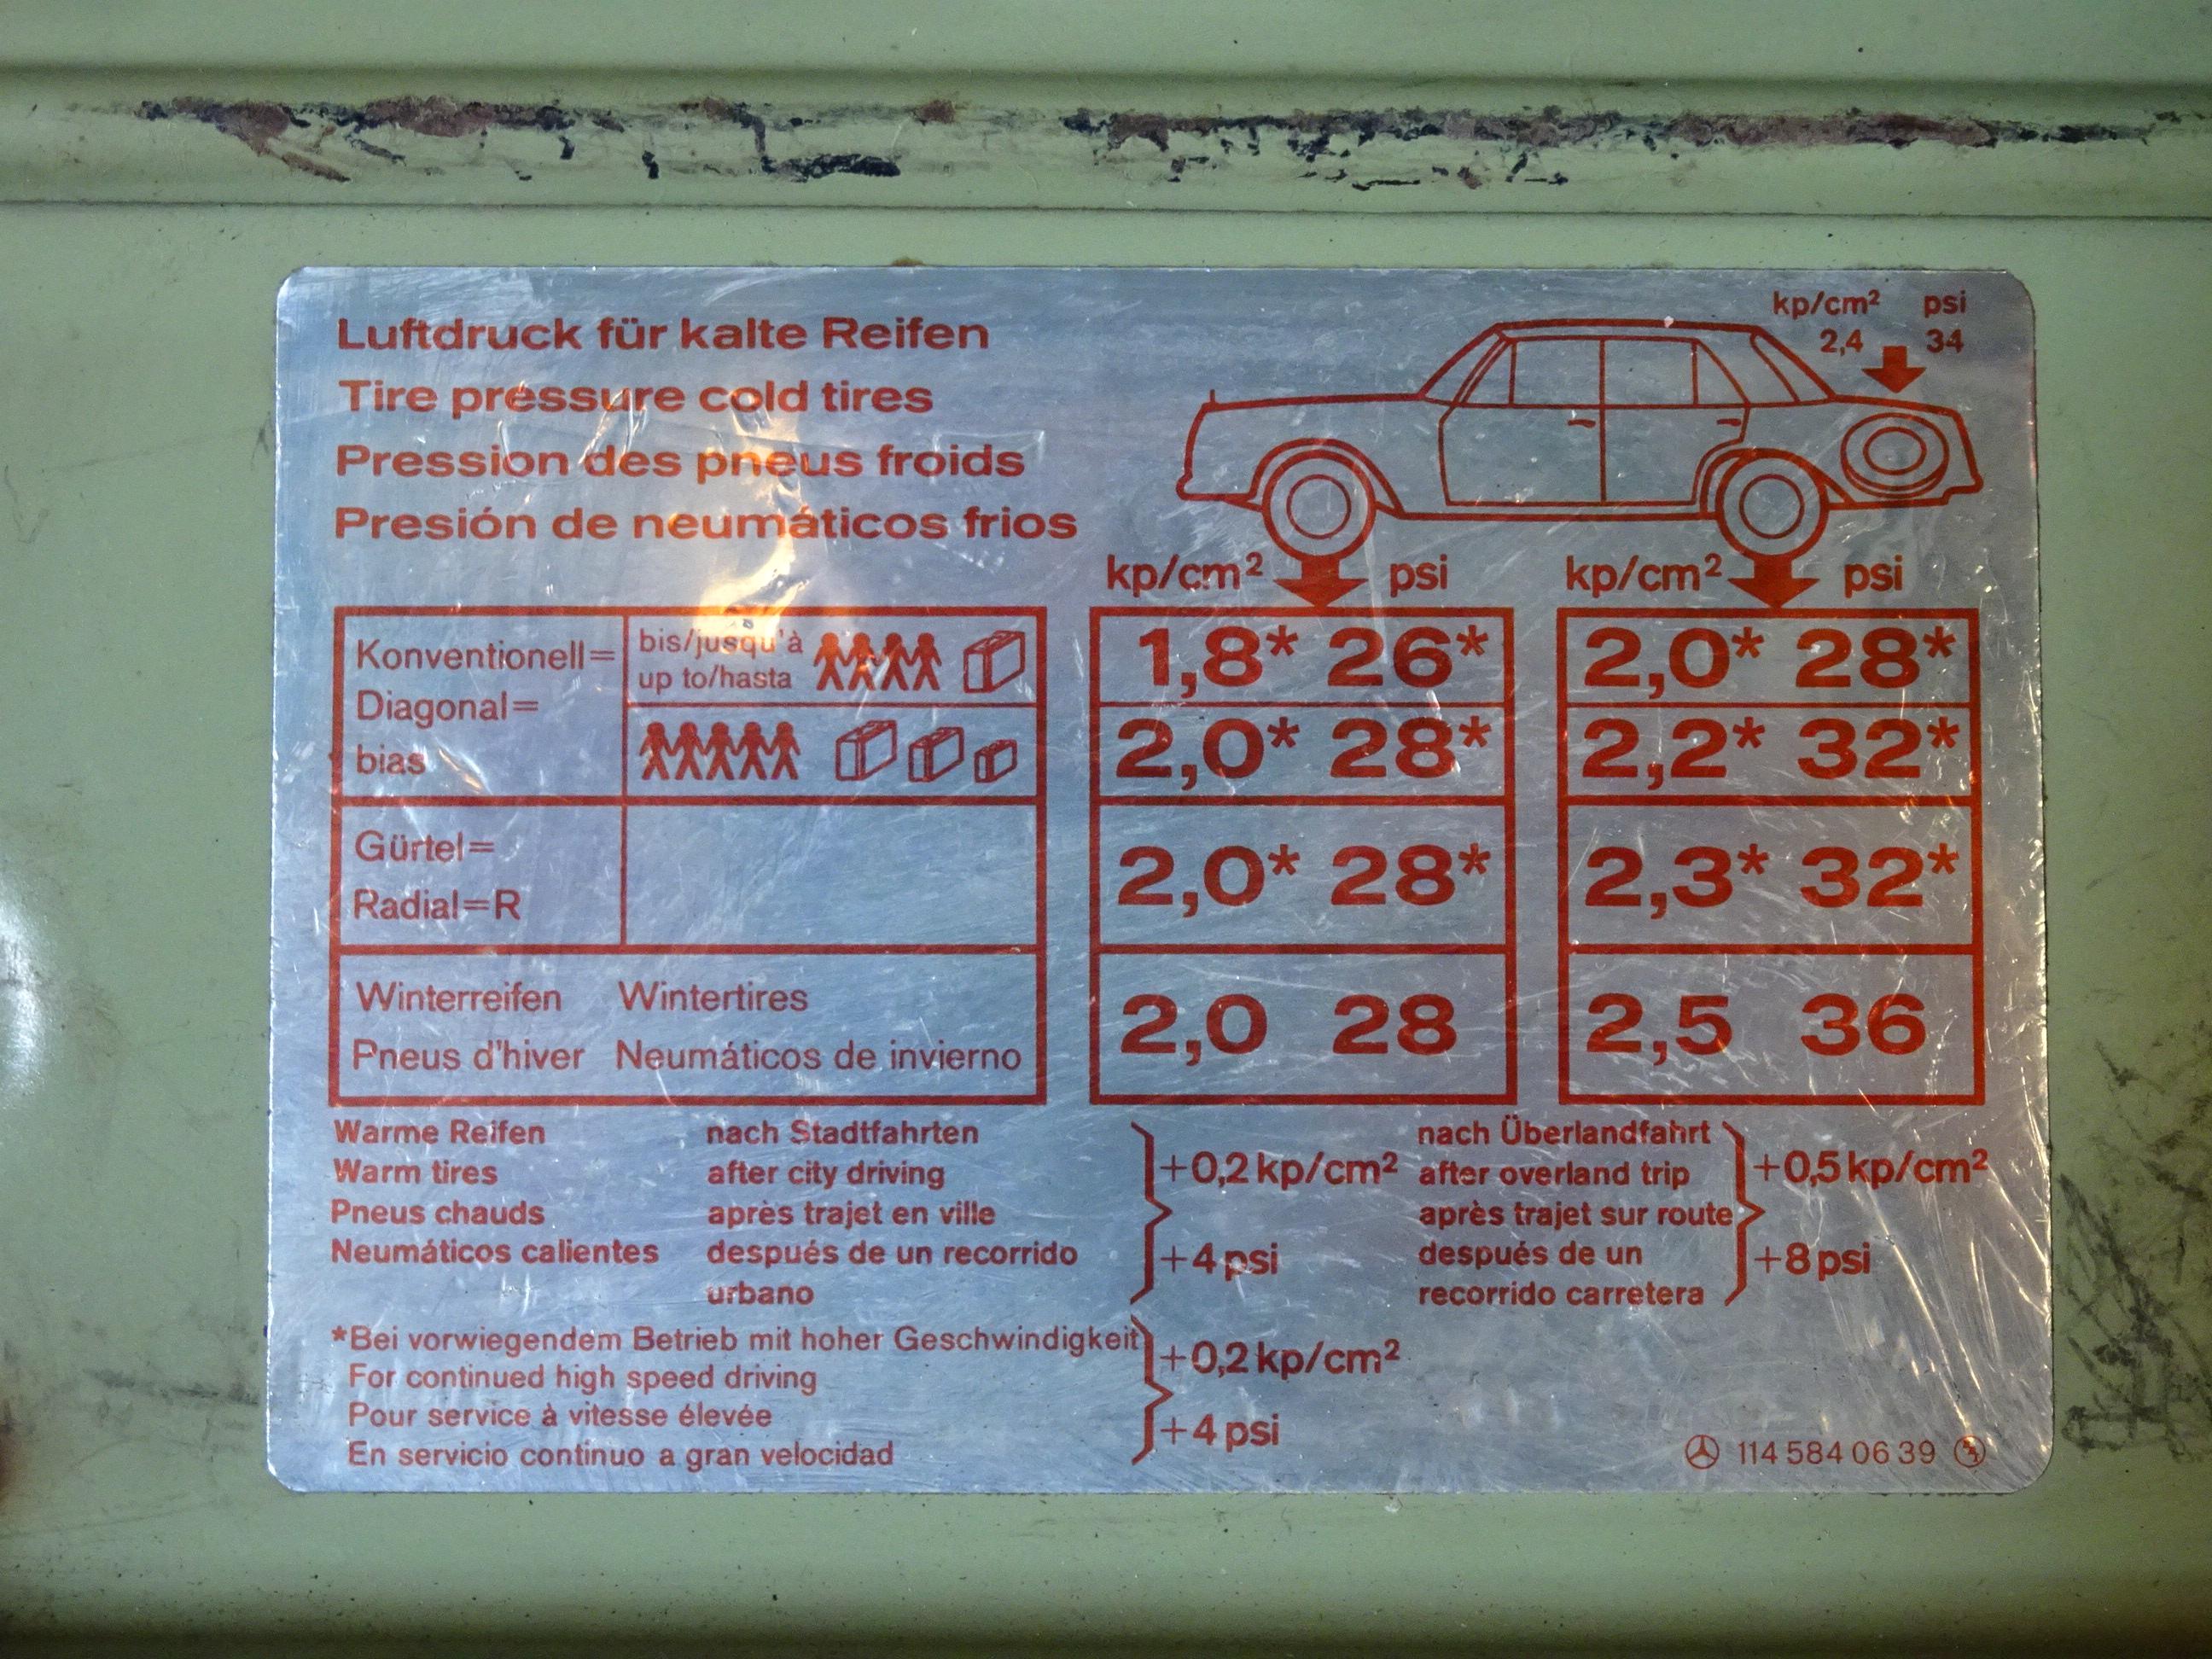 kp/cm² psi
2,4 34
Luftdruck für kalte Reifen
Tire pressure cold tires
Pression des pneus froids
Presión de neumáticos frios
kp/cm² psi kp/cm² psi
Konventionell=
Diagonal=
bias
bis/jusqu'à
up to/hasta
1,8* 26* 2,0* 28*
2,0* 28* 2,2* 32*
Gürtel=
Radial=R
2,0* 28* 2,3* 32*
Winterreifen Wintertires
Pneus d'hiver Neumáticos de invierno
2,0 28 2,5 36
Warme Reifen
Warm tires
Pneus chauds
Neumáticos calientes
nach Stadtfahrten
after city driving
après trajet en ville
después de un recorrido
urbano
+0,2 kp/cm²
+4 psi
nach Überlandfahrt
after overland trip
après trajet sur route
después de un
recorrido carretera
+0,5 kp/cm²
+8 psi
*Bei vorwiegendem Betrieb mit hoher Geschwindigkeit
For continued high speed driving
Pour service à vitesse élevée
En servicio continuo a gran velocidad
+0,2 kp/cm²
+4 psi
114 584 06 39